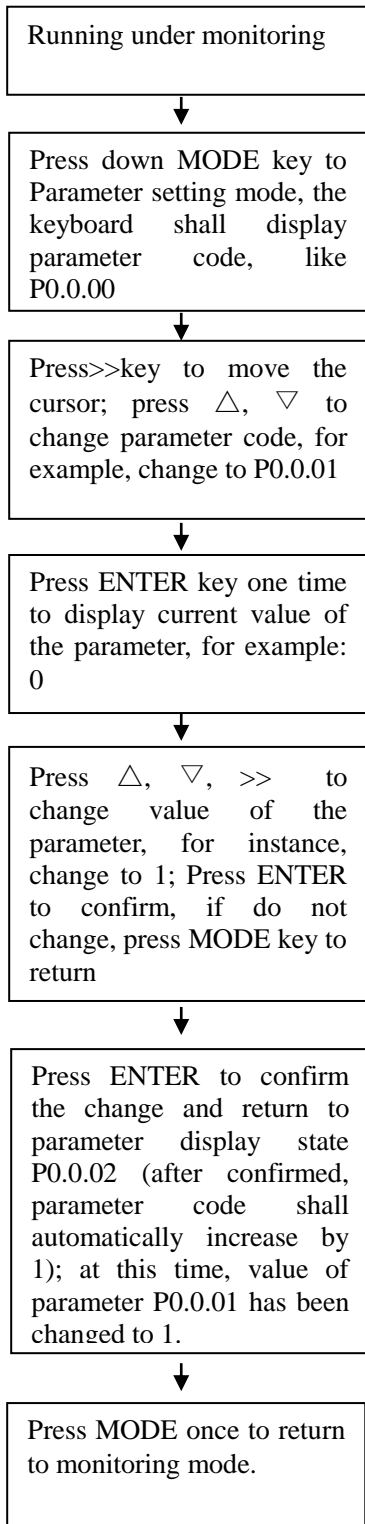 Running under monitoring
Press down MODE key to
Parameter setting mode, the
keyboard shall display
parameter code, like
P0.0.00
Press>>key to move the
cursor; press △, ▽ to
change parameter code, for
example, change to P0.0.01
Press ENTER key one time
to display current value of
the parameter, for example:
0
Press △, ▽, >> to
change value of the
parameter, for instance,
change to 1; Press ENTER
to confirm, if do not
change, press MODE key to
return
Press ENTER to confirm
the change and return to
parameter display state
P0.0.02 (after confirmed,
parameter code shall
automatically increase by
1); at this time, value of
parameter P0.0.01 has been
changed to 1.
Press MODE once to return
to monitoring mode.